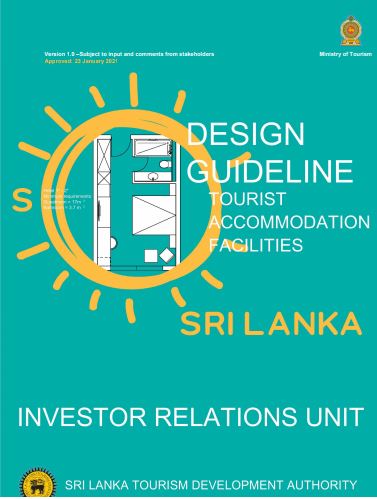 Version 1.0 –Subject to input and comments from stakeholders
Ministry of Tourism
Approved: 23 January 2021
DESIGN
GUIDELINE
TOURIST
ACCOMMODATION
FACILITIES
S
SRI LANKA
INVESTOR RELATIONS UNIT
SRI LANKA TOURISM DEVELOPMENT AUTHORITY